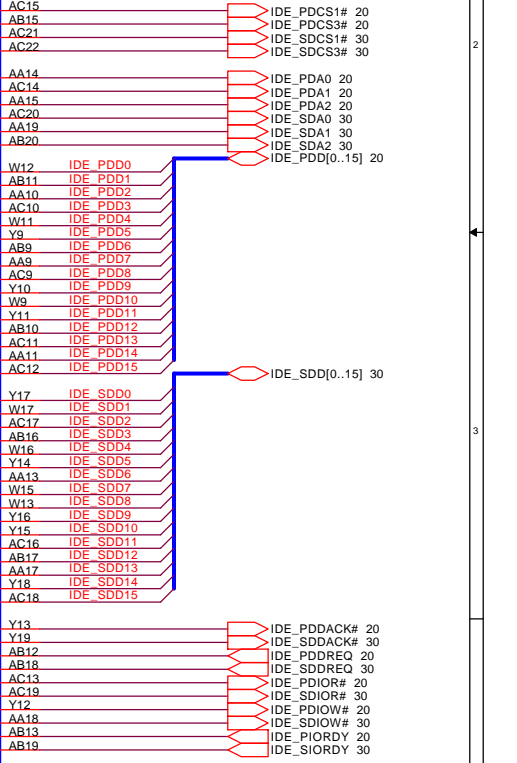 AC15 IDE_PDCS1# 20
AB15 IDE_PDCS3# 20
AC21 IDE_SDCS1# 30
AC22 IDE_SDCS3# 30
2
AA14 IDE_PDA0 20
AC14 IDE_PDA1 20
AA15 IDE_PDA2 20
AC20 IDE_SDA0 30
AA19 IDE_SDA1 30
AB20 IDE_SDA2 30
IDE_PDD[0..15] 20
W12 IDE_PDD0
AB11 IDE_PDD1
AA10 IDE_PDD2
AC10 IDE_PDD3
W11 IDE_PDD4
Y9 IDE_PDD5
AB9 IDE_PDD6
AA9 IDE_PDD7
AC9 IDE_PDD8
Y10 IDE_PDD9
W9 IDE_PDD10
Y11 IDE_PDD11
AB10 IDE_PDD12
AC11 IDE_PDD13
AA11 IDE_PDD14
AC12 IDE_PDD15
IDE_SDD[0..15] 30
Y17 IDE_SDD0
W17 IDE_SDD1
AC17 IDE_SDD2
AB16 IDE_SDD3
3
W16 IDE_SDD4
Y14 IDE_SDD5
AA13 IDE_SDD6
W15 IDE_SDD7
W13 IDE_SDD8
Y16 IDE_SDD9
Y15 IDE_SDD10
AC16 IDE_SDD11
AB17 IDE_SDD12
AA17 IDE_SDD13
Y18 IDE_SDD14
AC18 IDE_SDD15
Y13 IDE_PDDACK# 20
Y19 IDE_SDDACK# 30
AB12 IDE_PDDREQ 20
AB18 IDE_SDDREQ 30
AC13 IDE_PDIOR# 20
AC19 IDE_SDIOR# 30
Y12 IDE_PDIOW# 20
AA18 IDE_SDIOW# 30
AB13 IDE_PIORDY 20
AB19 IDE_SIORDY 30